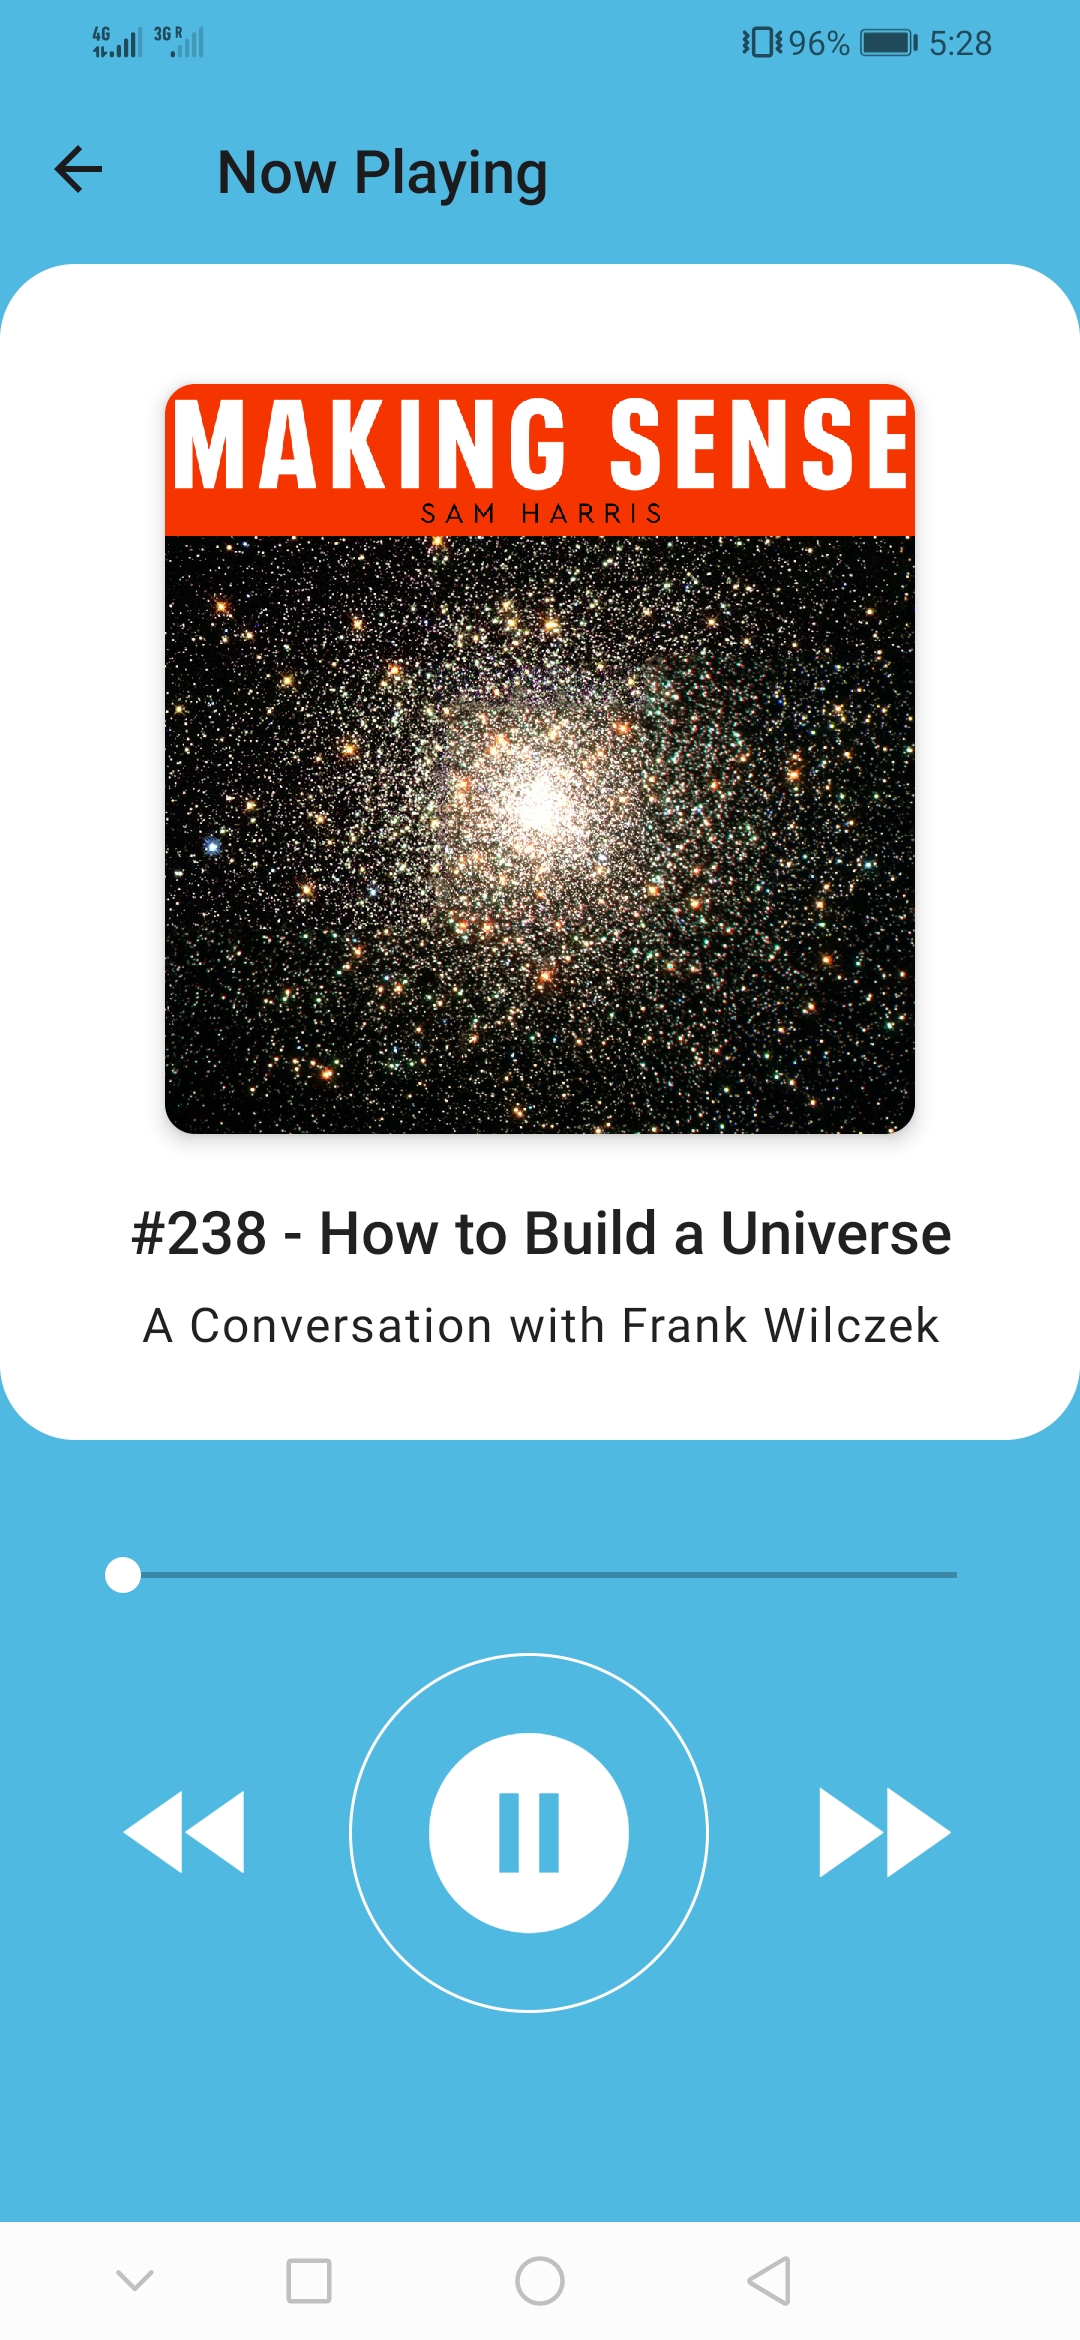 4G 3G R 96% 5:28
Now Playing
MAKING SENSE
SAM HARRIS
#238 - How to Build a Universe
A Conversation with Frank Wilczek